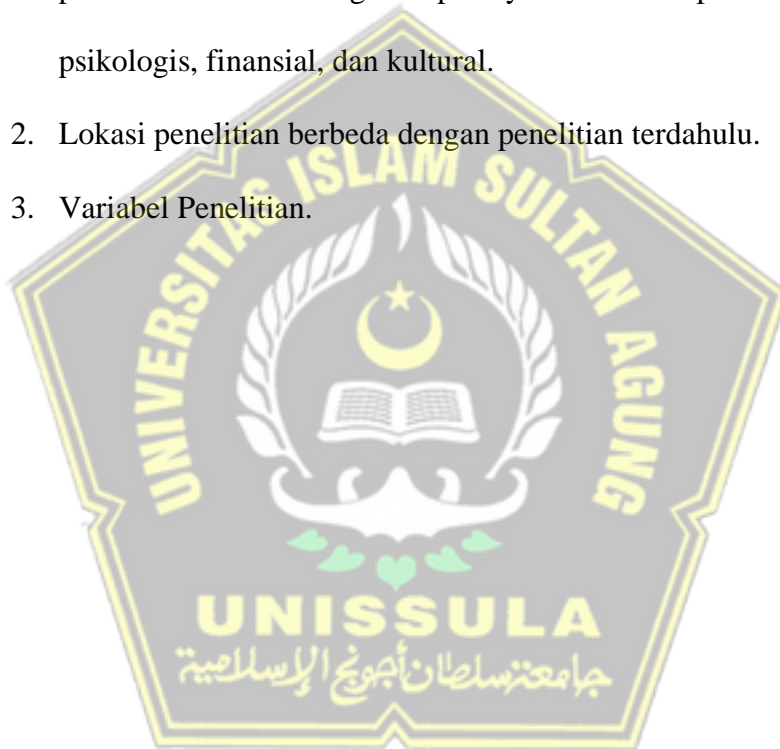 psikologis, finansial, dan kultural.
2. Lokasi penelitian berbeda dengan penelitian terdahulu.
3. Variabel Penelitian.
UNIVERSITAS ISLAM SULTAN AGUNG
UNISSULA
جامعة سلطان أجونج الإسلامية